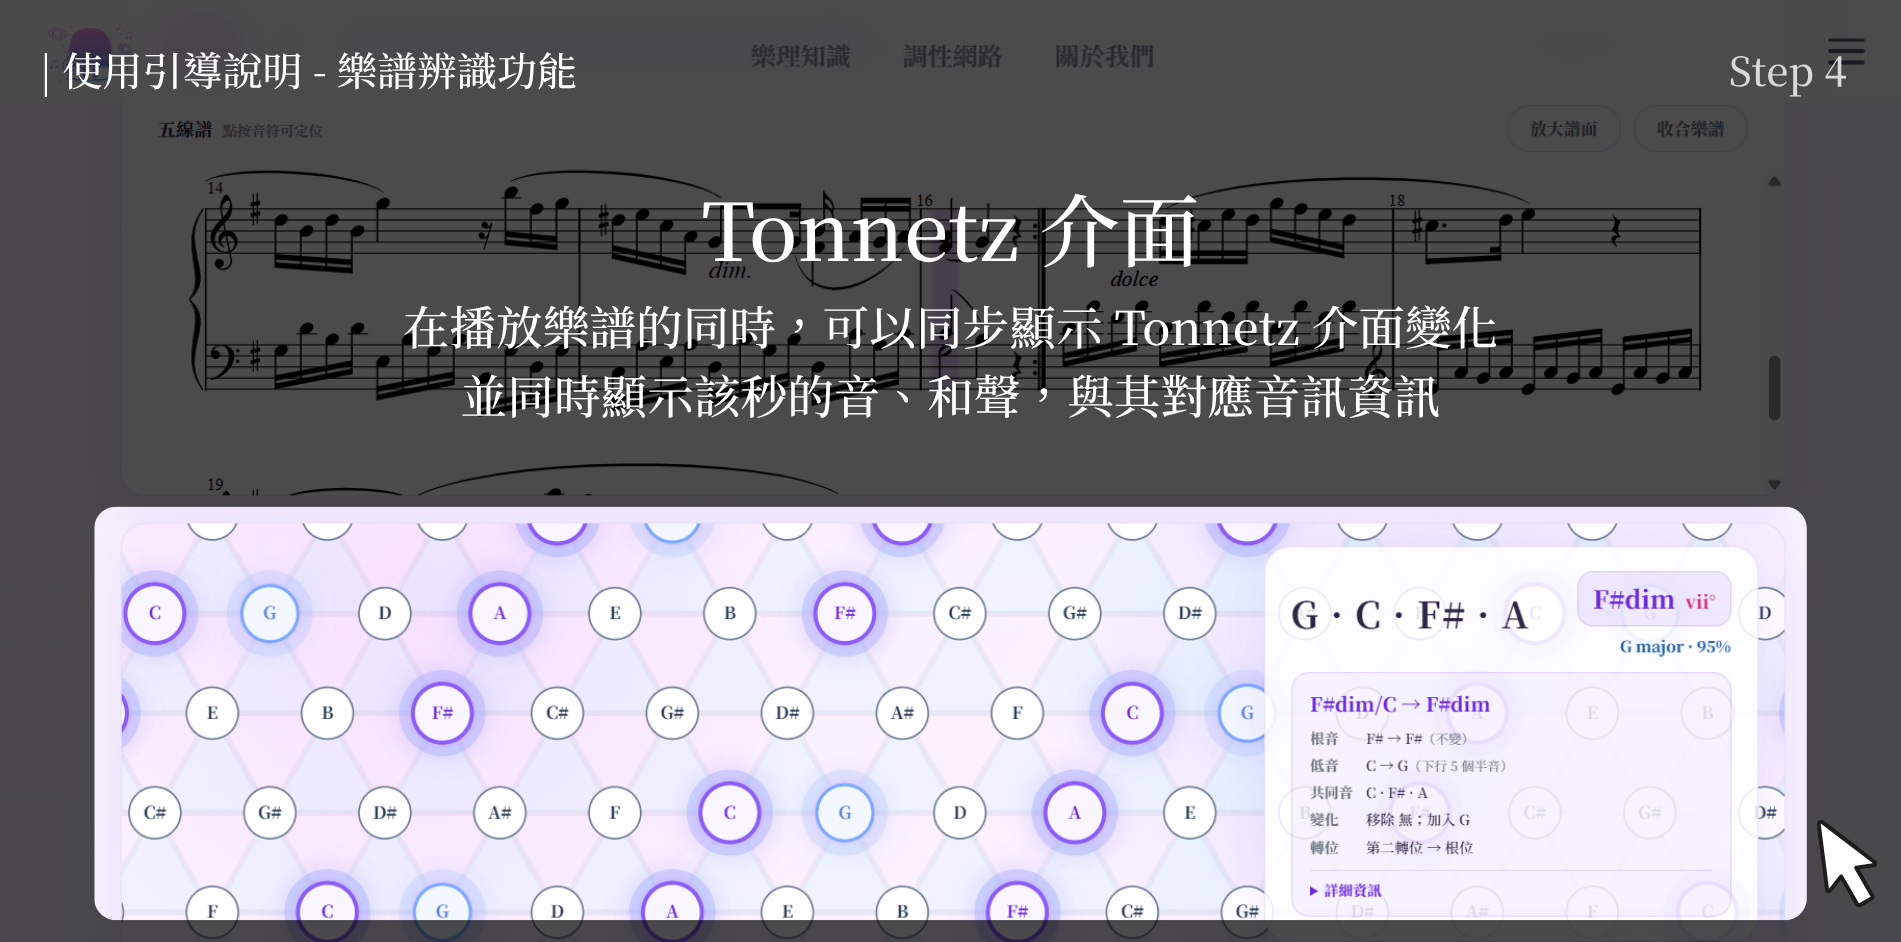 樂理知識 調性網路 關於我們
| 使用引導說明 - 樂譜辨識功能
Step 4
五線譜 點按音符可定位
放大譜面 收合樂譜
14 16 18
Tonnetz 介面
dim. dolce
在播放樂譜的同時，可以同步顯示 Tonnetz 介面變化
並同時顯示該秒的音、和聲，與其對應音訊資訊
19
C G D A E B F# C# G# D# D
E B F# C# G# D# A# F C G
C# G# D# A# F C G D A E D#
F C G D A E B F# C# G#
G · C · F# · A
F#dim vii°
G major · 95%
F#dim/C → F#dim
根音 F# → F#（不變）
低音 C → G（下行 5 個半音）
共同音 C · F# · A
變化 移除 無；加入 G
轉位 第二轉位 → 根位
▶ 詳細資訊